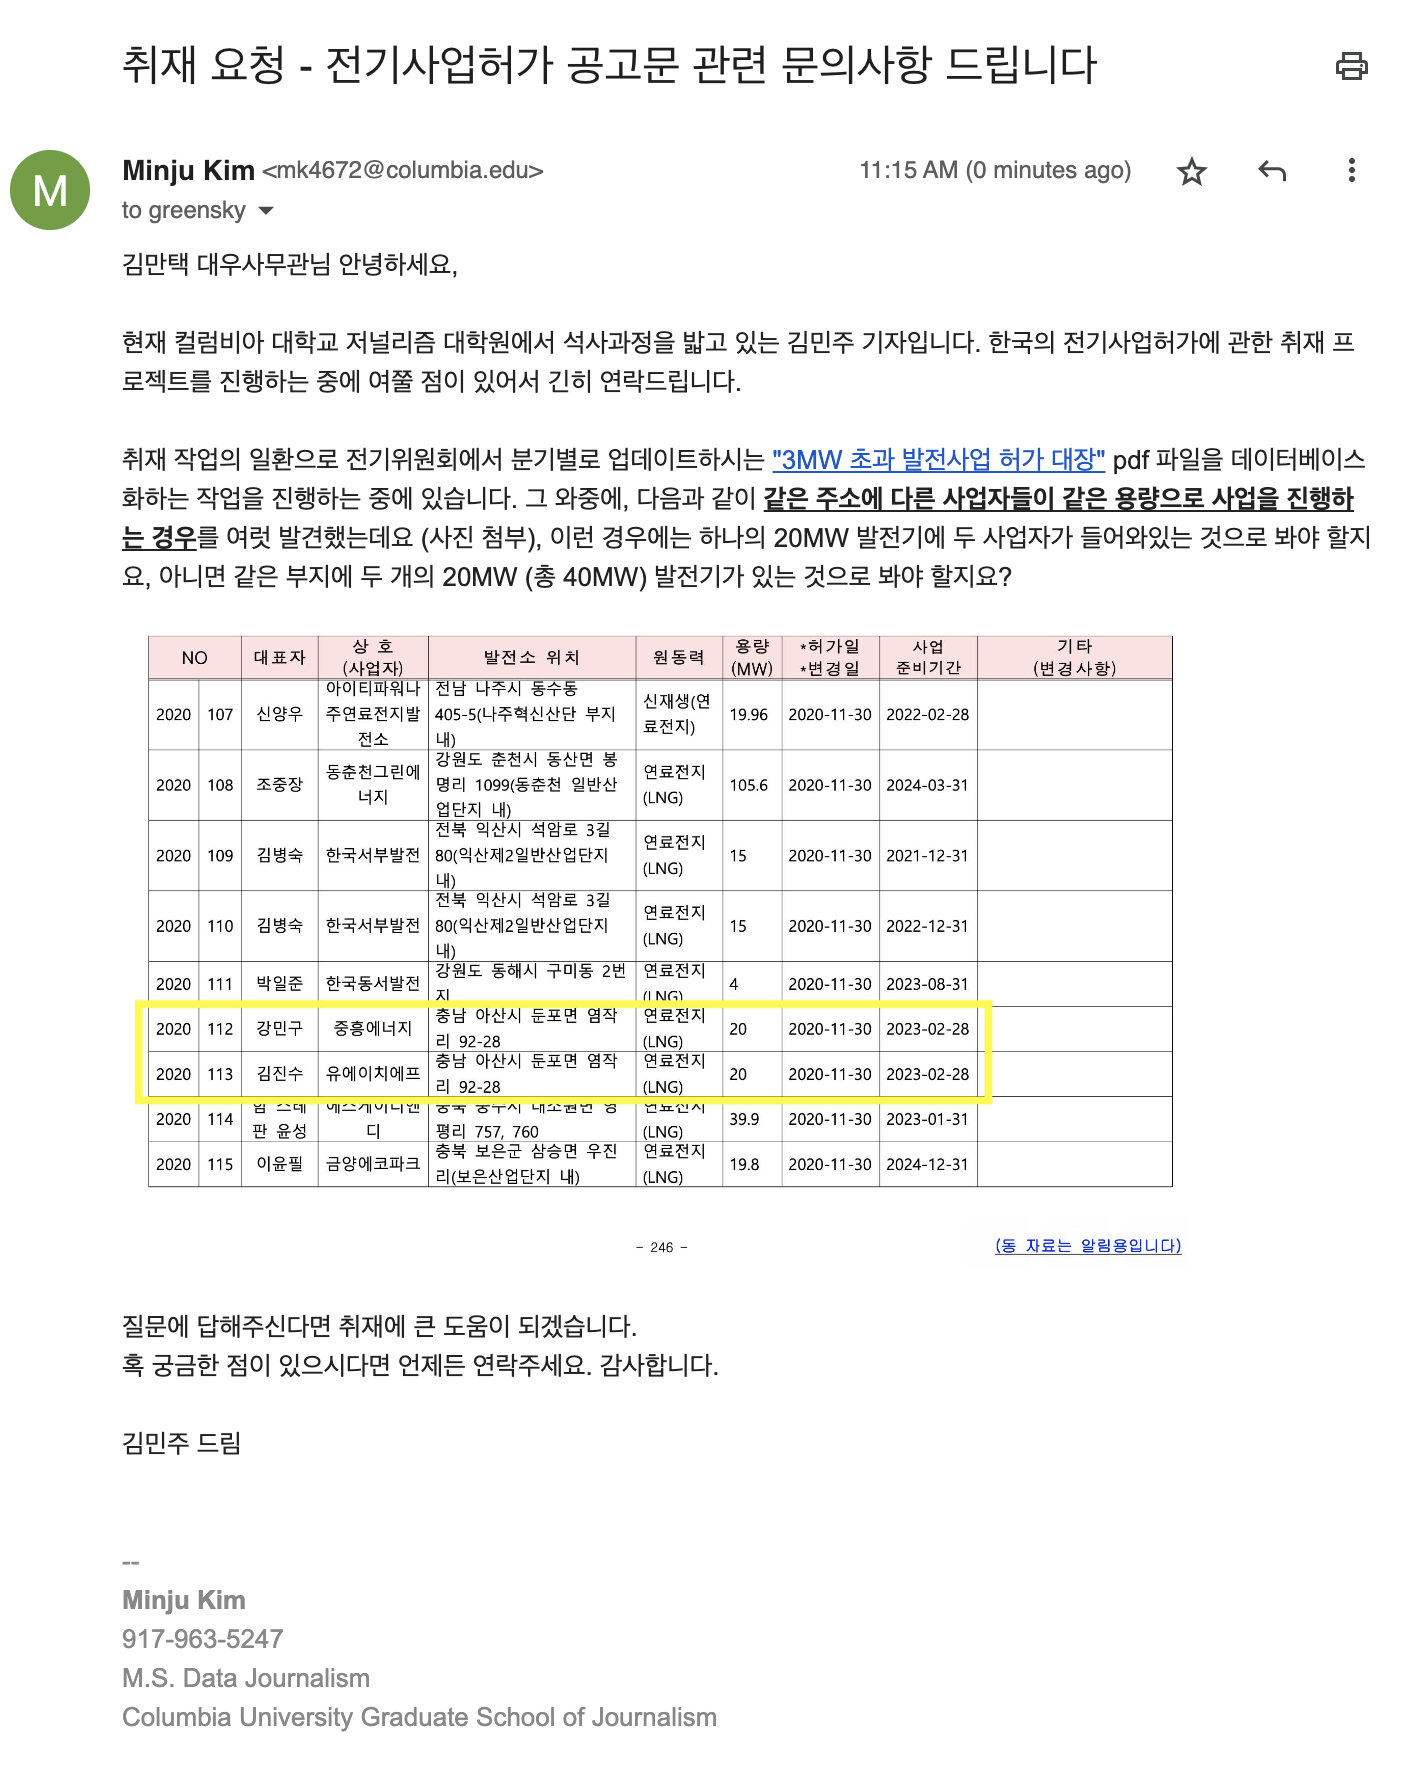 취재 요청 - 전기사업허가 공고문 관련 문의사항 드립니다
M
Minju Kim <mk4672@columbia.edu>
11:15 AM (0 minutes ago)
to greensky
김만택 대우사무관님 안녕하세요,
현재 컬럼비아 대학교 저널리즘 대학원에서 석사과정을 밟고 있는 김민주 기자입니다. 한국의 전기사업허가에 관한 취재 프
로젝트를 진행하는 중에 여쭐 점이 있어서 긴히 연락드립니다.
취재 작업의 일환으로 전기위원회에서 분기별로 업데이트하시는 "3MW 초과 발전사업 허가 대장" pdf 파일을 데이터베이스
화하는 작업을 진행하는 중에 있습니다. 그 와중에, 다음과 같이 같은 주소에 다른 사업자들이 같은 용량으로 사업을 진행하
는 경우를 여럿 발견했는데요 (사진 첨부), 이런 경우에는 하나의 20MW 발전기에 두 사업자가 들어와있는 것으로 봐야 할지
요, 아니면 같은 부지에 두 개의 20MW (총 40MW) 발전기가 있는 것으로 봐야 할지요?
NO 대표자 상 호 (사업자) 발전소 위치 원동력 용량 (MW) *허가일 *변경일 사업 준비기간 기타 (변경사항)
2020 107 신양우 아이티파워나주연료전지발전소 전남 나주시 동수동 405-5(나주혁신산단 부지 내) 신재생(연료전지) 19.96 2020-11-30 2022-02-28
2020 108 조중장 동춘천그린에너지 강원도 춘천시 동산면 봉명리 1099(동춘천 일반산업단지 내) 연료전지 (LNG) 105.6 2020-11-30 2024-03-31
2020 109 김병숙 한국서부발전 전북 익산시 석암로 3길 80(익산제2일반산업단지 내) 연료전지 (LNG) 15 2020-11-30 2021-12-31
2020 110 김병숙 한국서부발전 전북 익산시 석암로 3길 80(익산제2일반산업단지 내) 연료전지 (LNG) 15 2020-11-30 2022-12-31
2020 111 박일준 한국동서발전 강원도 동해시 구미동 2번지 연료전지 (LNG) 4 2020-11-30 2023-08-31
2020 112 강민구 중흥에너지 충남 아산시 둔포면 염작리 92-28 연료전지 (LNG) 20 2020-11-30 2023-02-28
2020 113 김진수 유에이치에프 충남 아산시 둔포면 염작리 92-28 연료전지 (LNG) 20 2020-11-30 2023-02-28
2020 114 스테판 윤성 에스케이디앤디 충북 충주시 대소원면 영평리 757, 760 연료전지 (LNG) 39.9 2020-11-30 2023-01-31
2020 115 이윤필 금양에코파크 충북 보은군 삼승면 우진리(보은산업단지 내) 연료전지 (LNG) 19.8 2020-11-30 2024-12-31
- 246 -
(동 자료는 알림용입니다)
질문에 답해주신다면 취재에 큰 도움이 되겠습니다.
혹 궁금한 점이 있으시다면 언제든 연락주세요. 감사합니다.
김민주 드림
--
Minju Kim
917-963-5247
M.S. Data Journalism
Columbia University Graduate School of Journalism